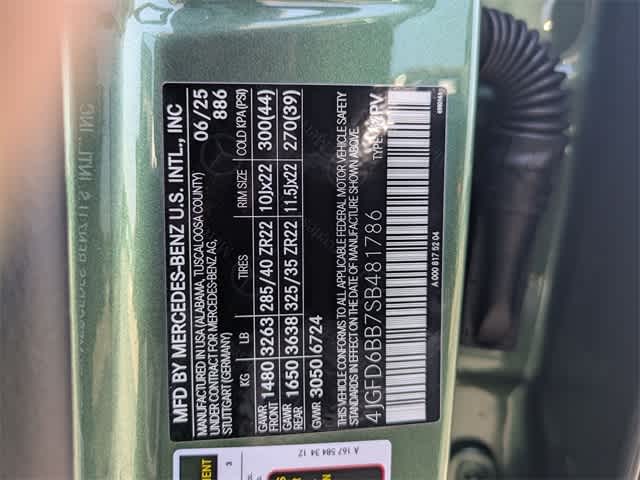 MFD BY MERCEDES-BENZ U.S. INTL., INC
MANUFACTURED IN USA (ALABAMA, TUSCALOOSA COUNTY) 06/25
UNDER CONTRACT FOR MERCEDES-BENZ AG, 886
STUTTGART (GERMANY)
KG LB TIRES RIM SIZE COLD KPA (PSI)
GAWR FRONT 1480 3263 285/40 ZR22 10Jx22 300(44)
GAWR REAR 1650 3638 325/35 ZR22 11.5Jx22 270(39)
GVWR 3050 6724
THIS VEHICLE CONFORMS TO ALL APPLICABLE FEDERAL MOTOR VEHICLE SAFETY
STANDARDS IN EFFECT ON THE DATE OF MANUFACTURE SHOWN ABOVE.
4JGFD6BB7SB481786 TYPE: MPV
A 000 817 52 04
A 167 584 34 12
3